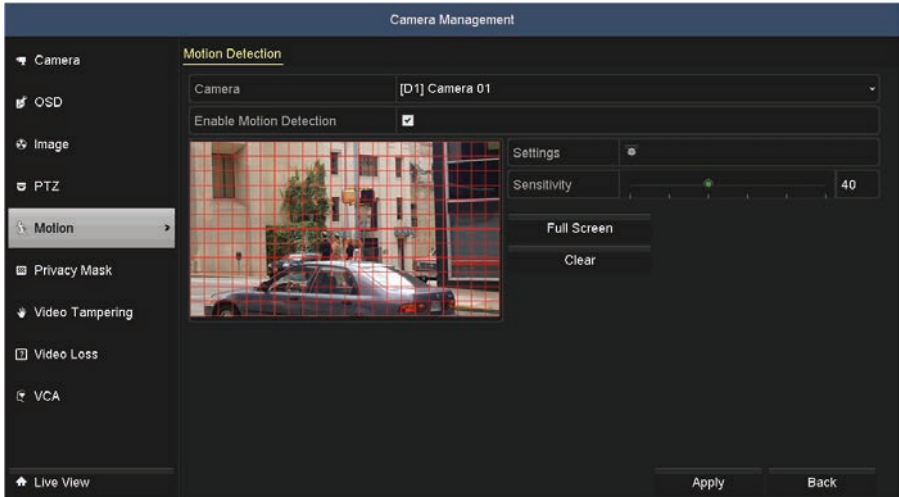 Camera Management
Camera
OSD
Image
PTZ
Motion
Privacy Mask
Video Tampering
Video Loss
VCA
Live View
Motion Detection
Camera [D1] Camera 01
Enable Motion Detection
Settings
Sensitivity 40
Full Screen
Clear
Apply Back